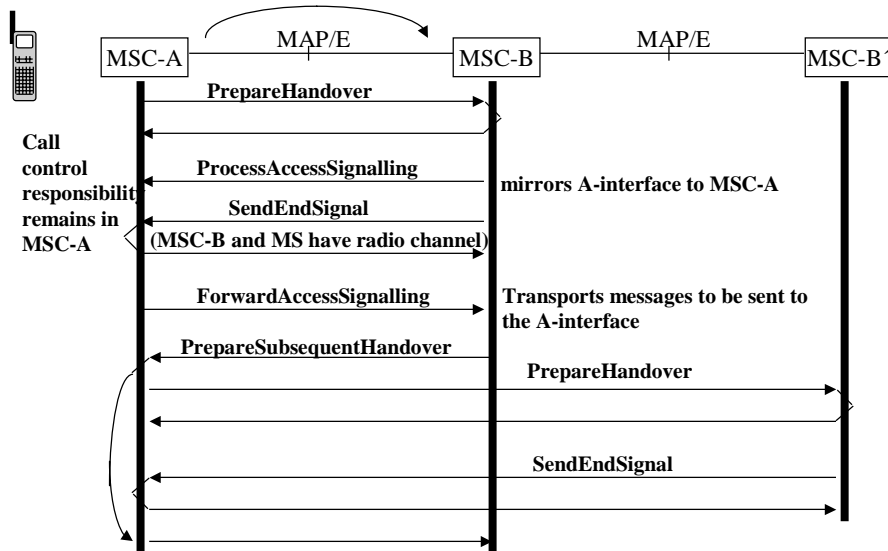 MAP/E
MAP/E
MSC-A
MSC-B
MSC-B´
PrepareHandover
Call
control
responsibility
remains in
MSC-A
ProcessAccessSignalling
mirrors A-interface to MSC-A
SendEndSignal
(MSC-B and MS have radio channel)
ForwardAccessSignalling
Transports messages to be sent to
the A-interface
PrepareSubsequentHandover
PrepareHandover
SendEndSignal